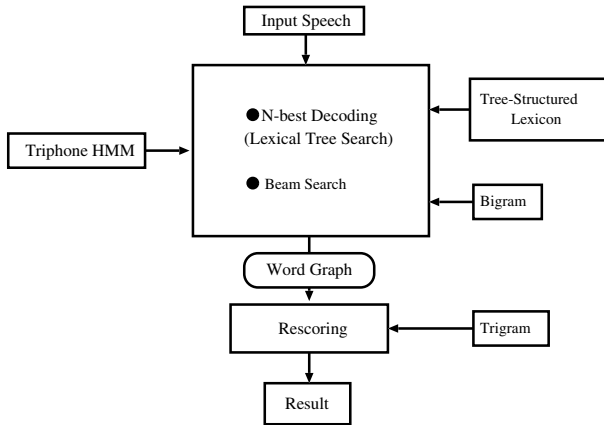 Input Speech
●N-best Decoding
(Lexical Tree Search)
● Beam Search
Tree-Structured
Lexicon
Triphone HMM
Bigram
Word Graph
Rescoring
Trigram
Result